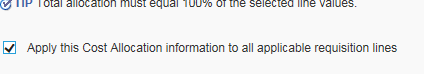 TIP Total allocation must equal 100% of the selected line values.
Apply this Cost Allocation information to all applicable requisition lines